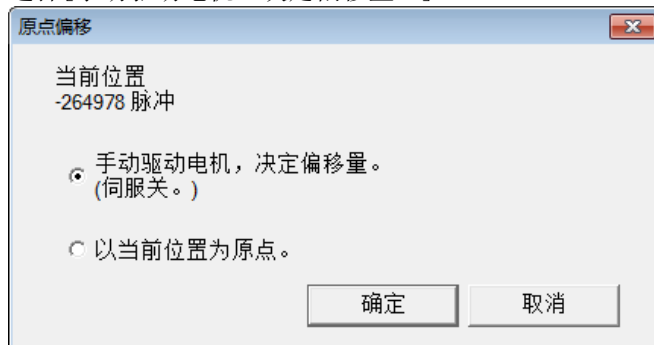 原点偏移
当前位置
-264978 脉冲
手动驱动电机，决定偏移量。
(伺服关。)
以当前位置为原点。
确定
取消